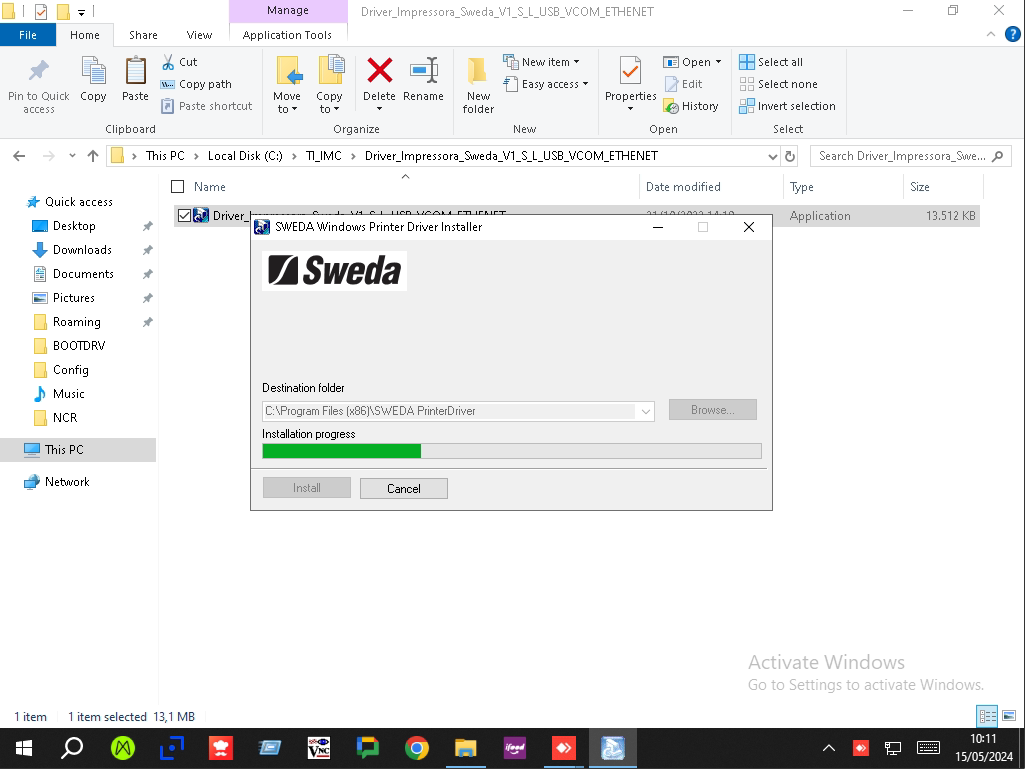 Manage
Driver_Impressora_Sweda_V1_S_L_USB_VCOM_ETHENET
File
Home
Share
View
Application Tools
Pin to Quick access
Copy
Paste
Cut
Copy path
Paste shortcut
Clipboard
Move to
Copy to
Delete
Rename
Organize
New folder
New item
Easy access
New
Properties
Open
Edit
History
Open
Select all
Select none
Invert selection
Select
This PC > Local Disk (C:) > TI_IMC > Driver_Impressora_Sweda_V1_S_L_USB_VCOM_ETHENET
Search Driver_Impressora_Swe...
Name
Date modified
Type
Size
Driver_Impressora_Sweda_V1_S_L_USB_VCOM_ETHENET
Application
13.512 KB
Quick access
Desktop
Downloads
Documents
Pictures
Roaming
BOOTDRV
Config
Music
NCR
This PC
Network
SWEDA Windows Printer Driver Installer
Sweda
Destination folder
C:\Program Files (x86)\SWEDA PrinterDriver
Browse...
Installation progress
Install
Cancel
Activate Windows
Go to Settings to activate Windows.
1 item
1 item selected 13,1 MB
VNC
ifood
10:11
15/05/2024